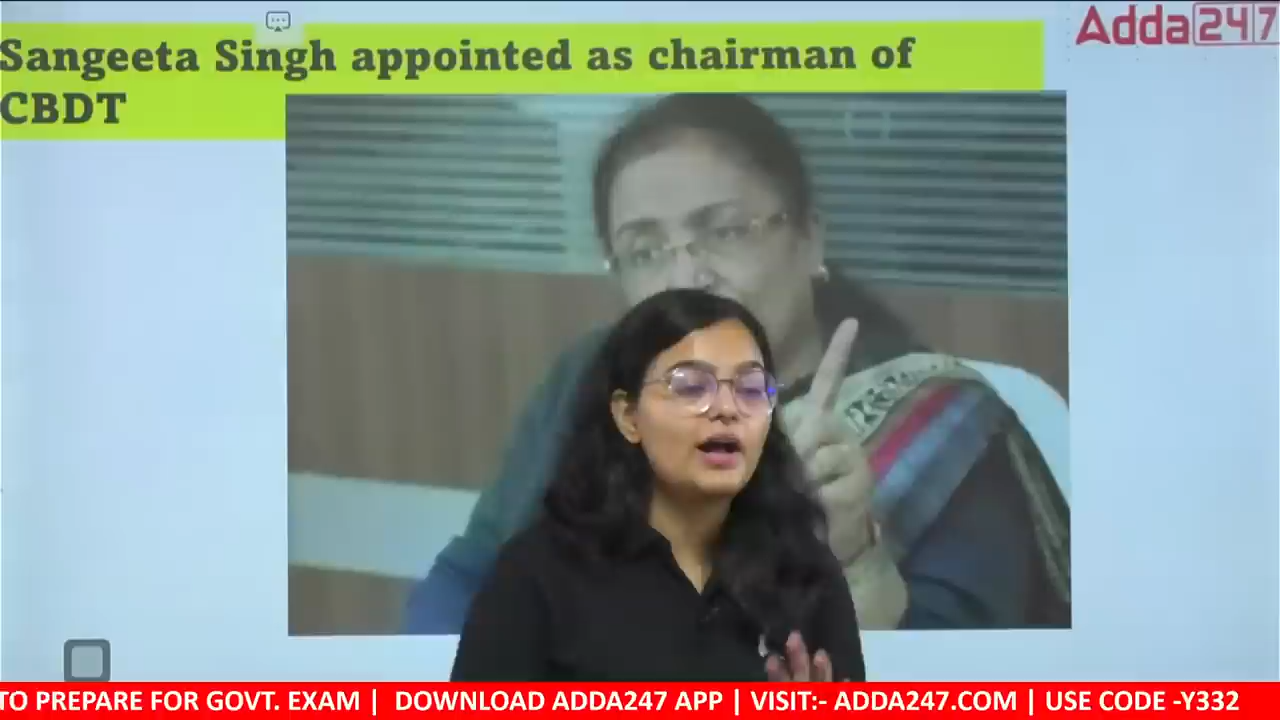 Adda247
Sangeeta Singh appointed as chairman of
CBDT
TO PREPARE FOR GOVT. EXAM | DOWNLOAD ADDA247 APP | VISIT:- ADDA247.COM | USE CODE -Y332